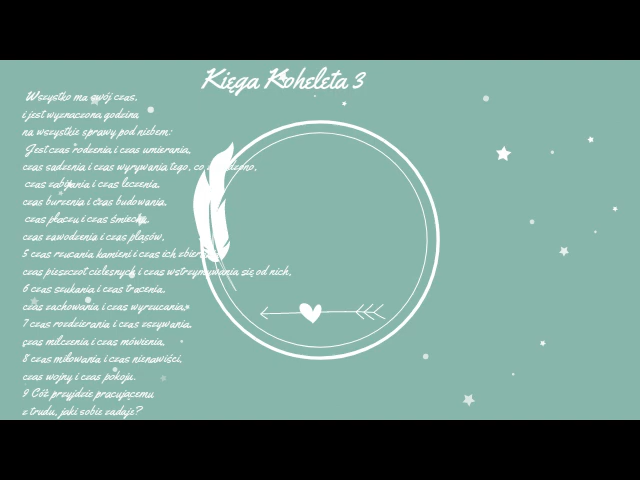 Kięga Koheleta 3
Wszystko ma swój czas,
i jest wyznaczona godzina
na wszystkie sprawy pod niebem:
Jest czas rodzenia i czas umierania,
czas sadzenia i czas wyrywania tego, co
czas zabijania i czas leczenia,
czas burzenia i czas budowania,
czas płaczu i czas śmiechu,
czas zawodzenia i czas pląsów,
5 czas rzucania kamieni i czas ich
czas pieszczot cielesnych i czas wstrzymywania się od nich,
6 czas szukania i czas tracenia,
czas zachowania i czas wyrzucania,
7 czas rozdzierania i czas zszywania,
czas milczenia i czas mówienia,
8 czas miłowania i czas nienawiści,
czas wojny i czas pokoju.
9 Cóż przyjdzie pracującemu
z trudu, jaki sobie zadaje?